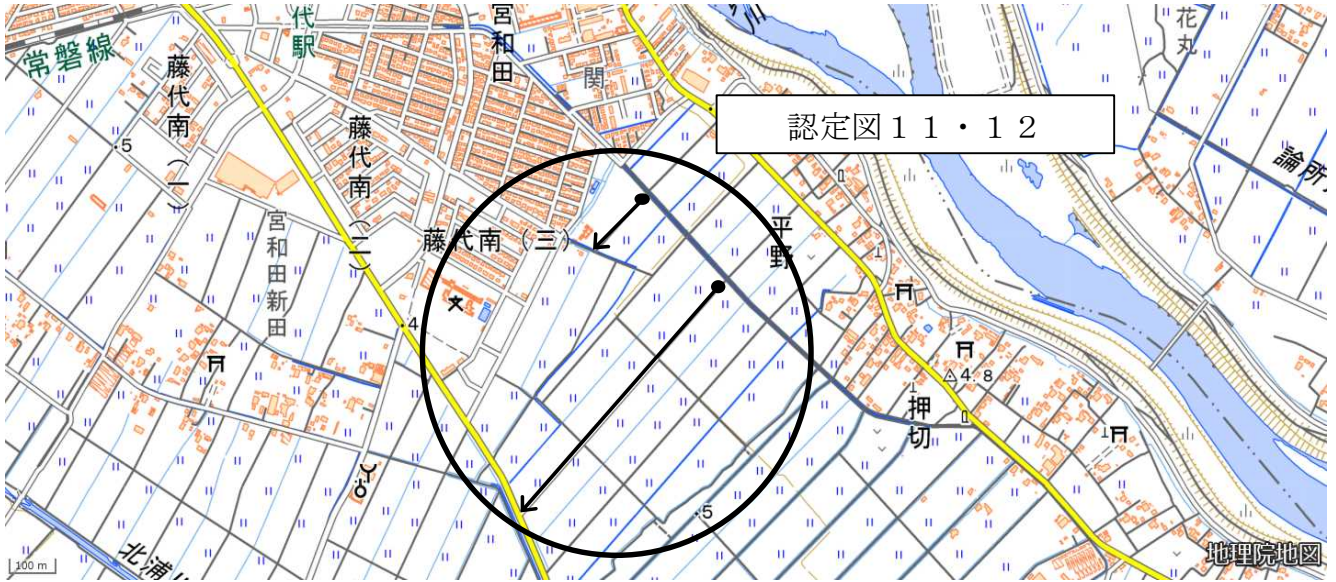 常磐線
代駅
宮和田
藤代南（一）
藤代南（二）
藤代南（三）
関
花丸
認定図１１・１２
論所
平野
宮和田新田
押切
北浦川
・5
・4
4.8
・5
100 m
地理院地図